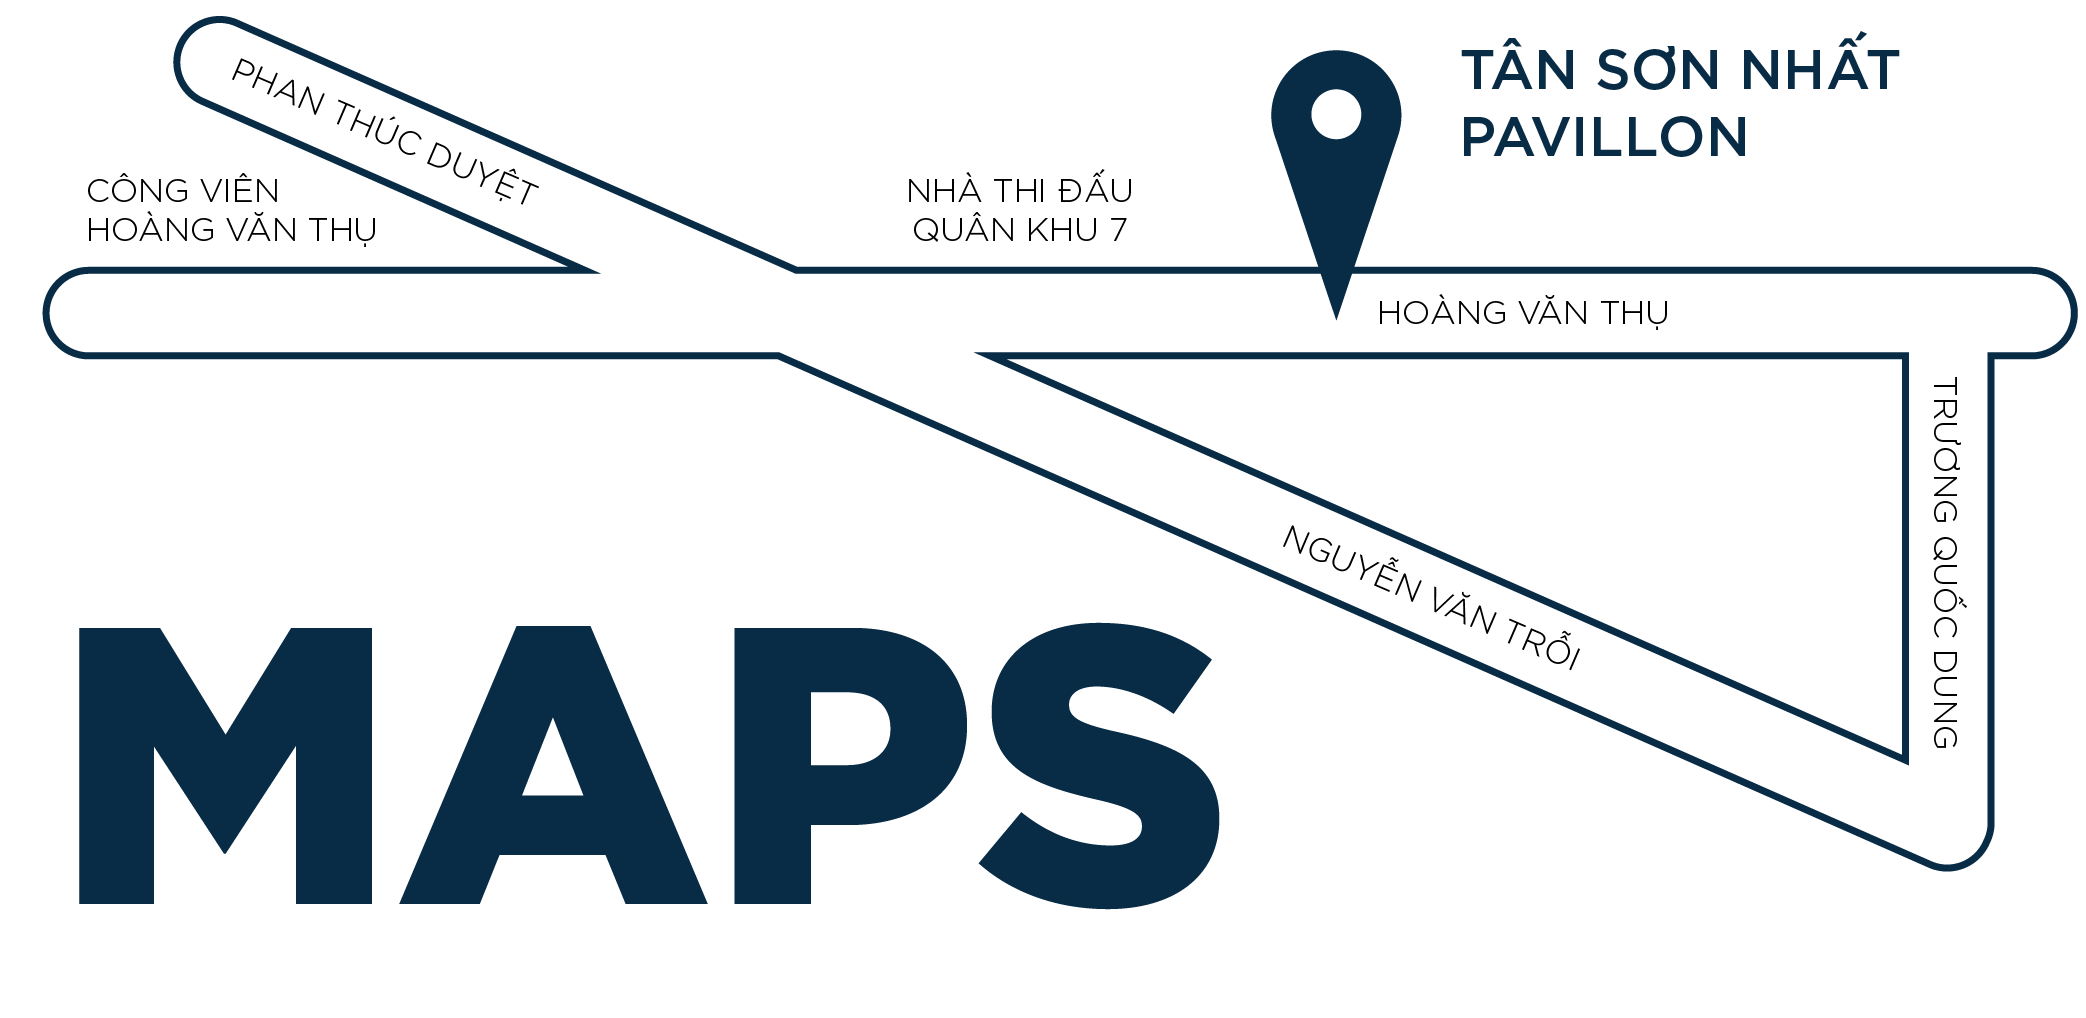 PHAN THÚC DUYỆT
TÂN SƠN NHẤT
PAVILLON
CÔNG VIÊN
HOÀNG VĂN THỤ
NHÀ THI ĐẤU
QUÂN KHU 7
HOÀNG VĂN THỤ
TRƯƠNG QUỐC DUNG
NGUYỄN VĂN TRỖI
MAPS